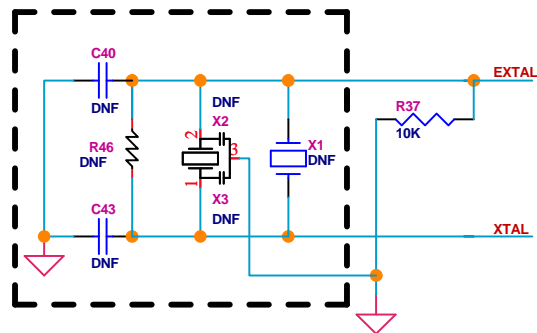 C40
DNF
EXTAL
DNF
X2
R37
10K
R46
DNF
2
3
1
X1
DNF
X3
DNF
C43
DNF
XTAL